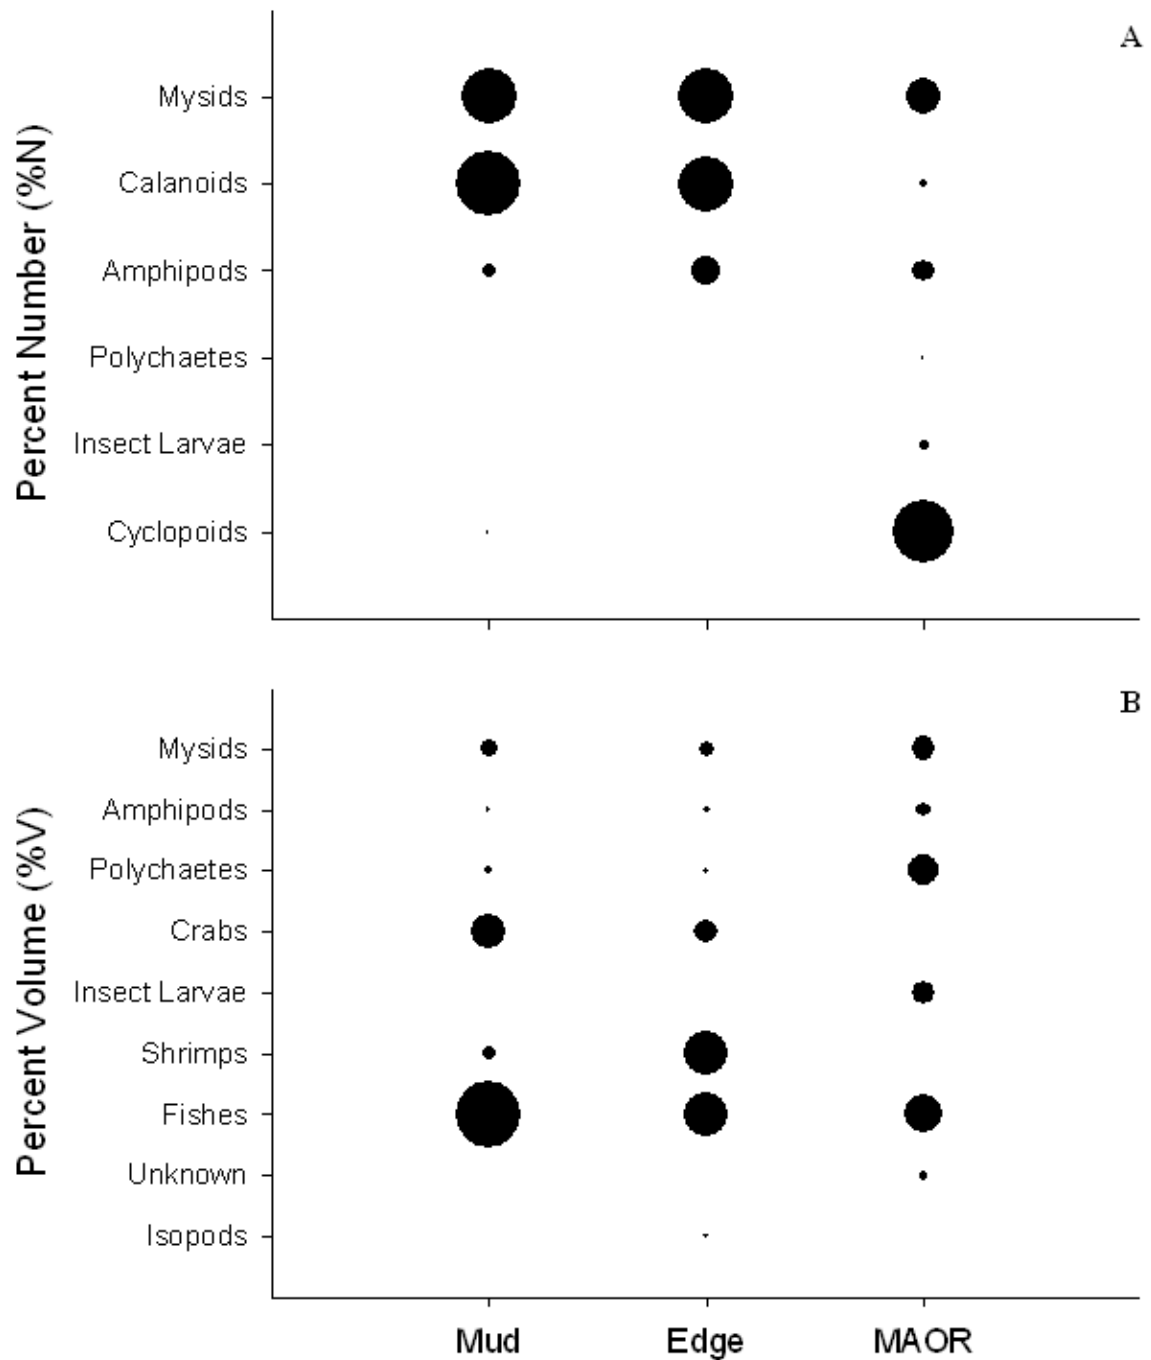 A
Percent Number (%N)
Mysids
Calanoids
Amphipods
Polychaetes
Insect Larvae
Cyclopoids
B
Percent Volume (%V)
Mysids
Amphipods
Polychaetes
Crabs
Insect Larvae
Shrimps
Fishes
Unknown
Isopods
Mud Edge MAOR